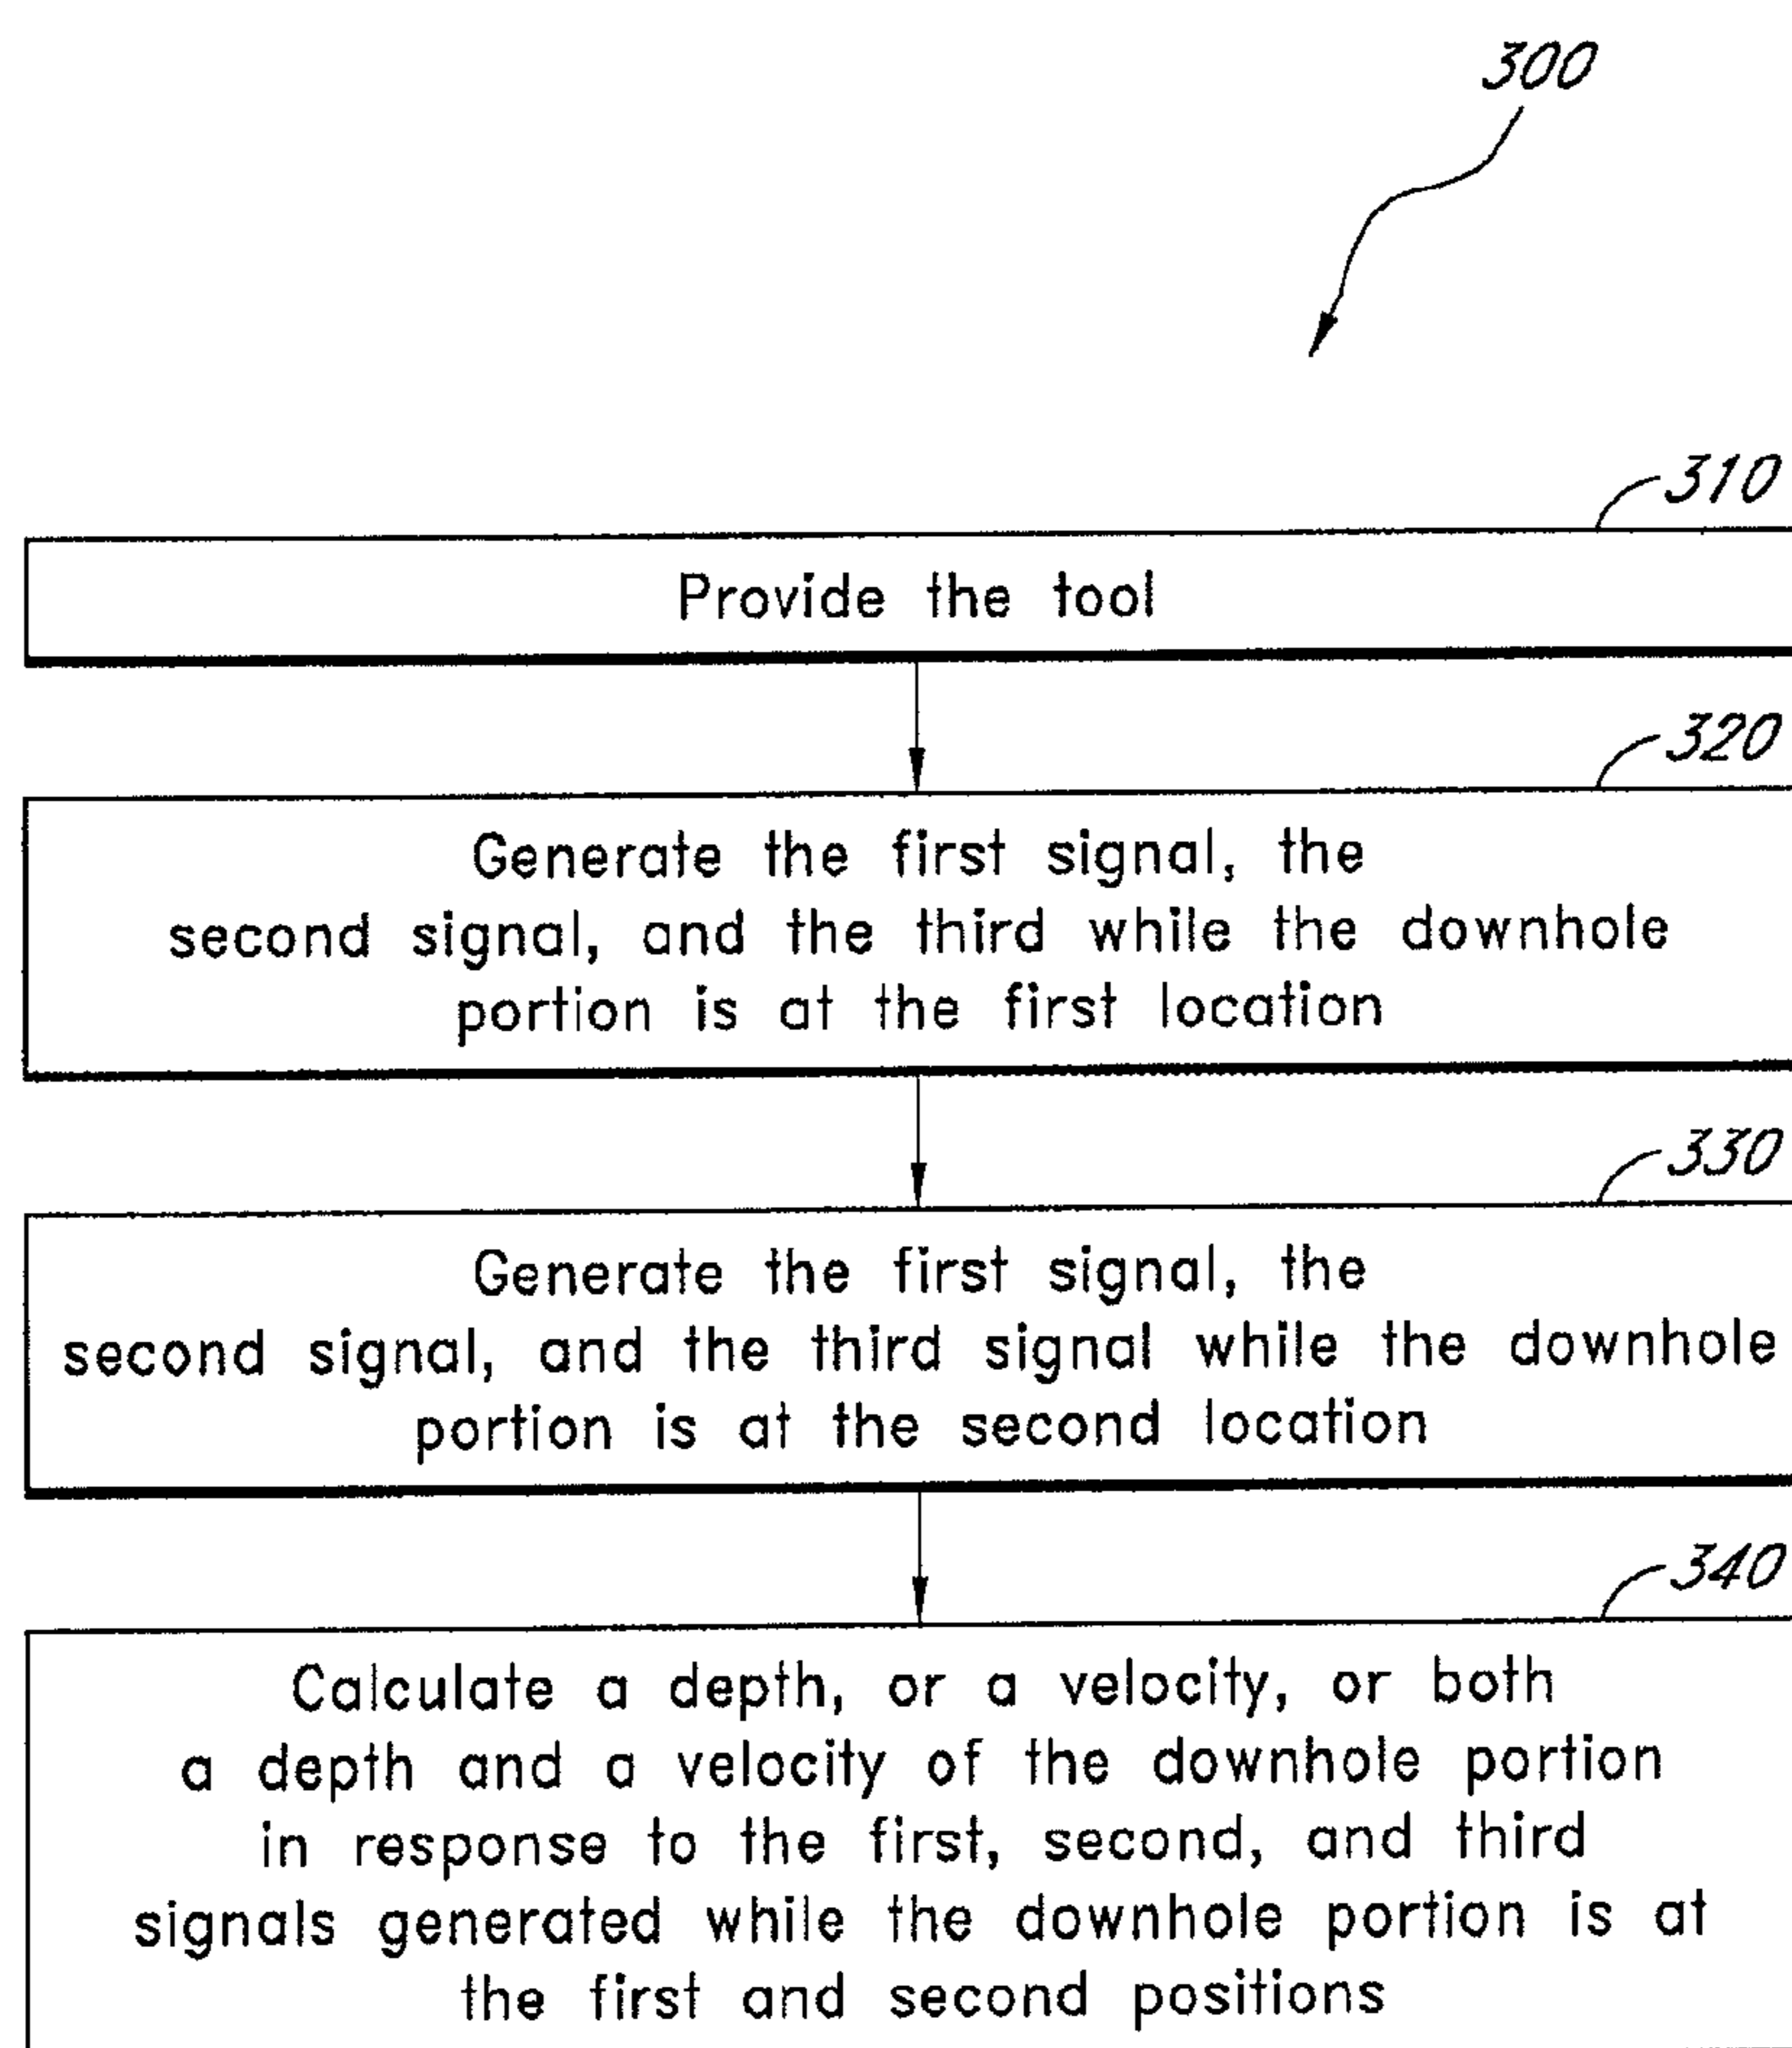 300
310
Provide the tool
320
Generate the first signal, the
second signal, and the third while the downhole
portion is at the first location
330
Generate the first signal, the
second signal, and the third signal while the downhole
portion is at the second location
340
Calculate a depth, or a velocity, or both
a depth and a velocity of the downhole portion
in response to the first, second, and third
signals generated while the downhole portion is at
the first and second positions